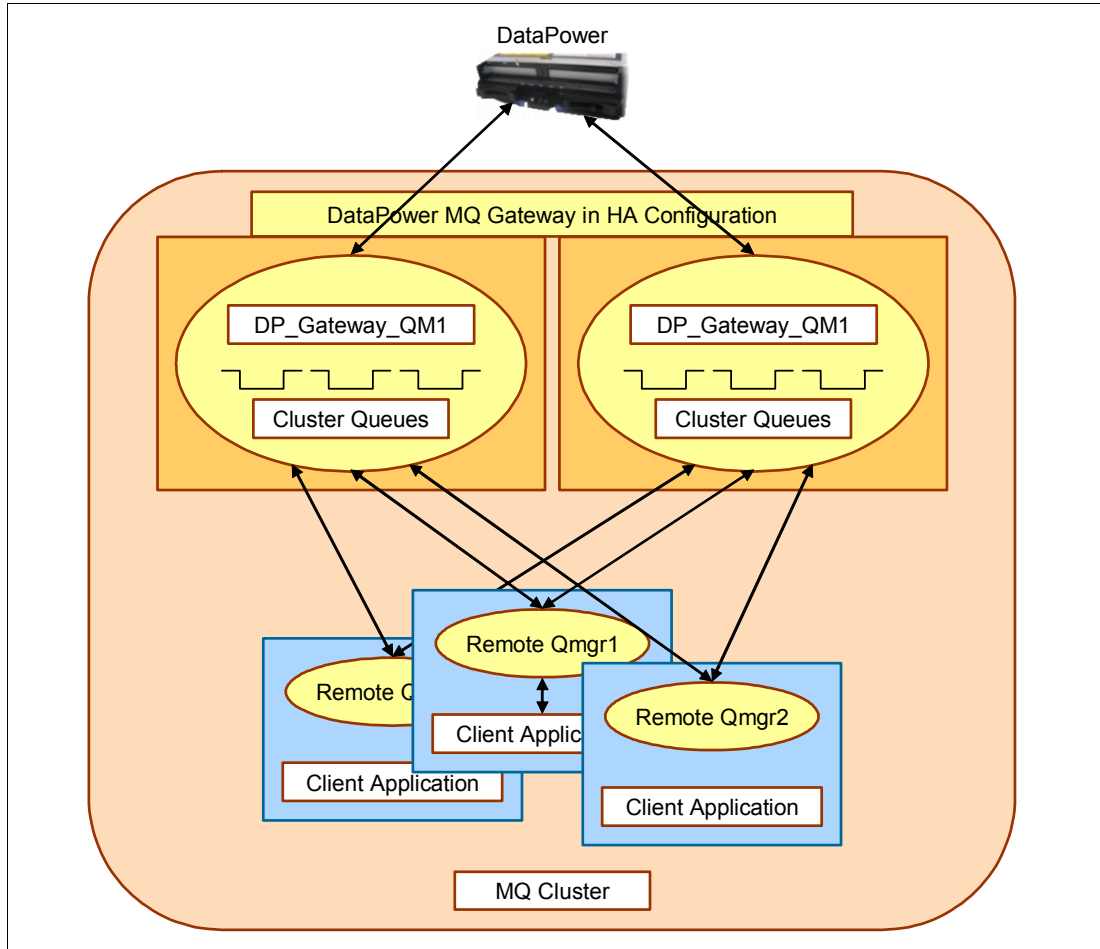 DataPower
DataPower MQ Gateway in HA Configuration
DP_Gateway_QM1
DP_Gateway_QM1
Cluster Queues
Cluster Queues
Remote Qmgr1
Remote Q
Remote Qmgr2
Client Applic
Client Application
Client Application
MQ Cluster